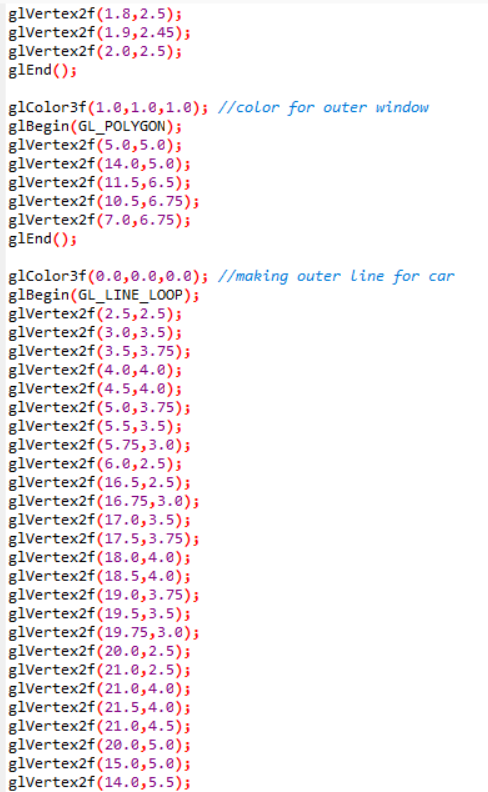 glVertex2f(1.8,2.5);
glVertex2f(1.9,2.45);
glVertex2f(2.0,2.5);
glEnd();
glColor3f(1.0,1.0,1.0); //color for outer window
glBegin(GL_POLYGON);
glVertex2f(5.0,5.0);
glVertex2f(14.0,5.0);
glVertex2f(11.5,6.5);
glVertex2f(10.5,6.75);
glVertex2f(7.0,6.75);
glEnd();
glColor3f(0.0,0.0,0.0); //making outer line for car
glBegin(GL_LINE_LOOP);
glVertex2f(2.5,2.5);
glVertex2f(3.0,3.5);
glVertex2f(3.5,3.75);
glVertex2f(4.0,4.0);
glVertex2f(4.5,4.0);
glVertex2f(5.0,3.75);
glVertex2f(5.5,3.5);
glVertex2f(5.75,3.0);
glVertex2f(6.0,2.5);
glVertex2f(16.5,2.5);
glVertex2f(16.75,3.0);
glVertex2f(17.0,3.5);
glVertex2f(17.5,3.75);
glVertex2f(18.0,4.0);
glVertex2f(18.5,4.0);
glVertex2f(19.0,3.75);
glVertex2f(19.5,3.5);
glVertex2f(19.75,3.0);
glVertex2f(20.0,2.5);
glVertex2f(21.0,2.5);
glVertex2f(21.0,4.0);
glVertex2f(21.5,4.0);
glVertex2f(21.0,4.5);
glVertex2f(20.0,5.0);
glVertex2f(15.0,5.0);
glVertex2f(14.0,5.5);